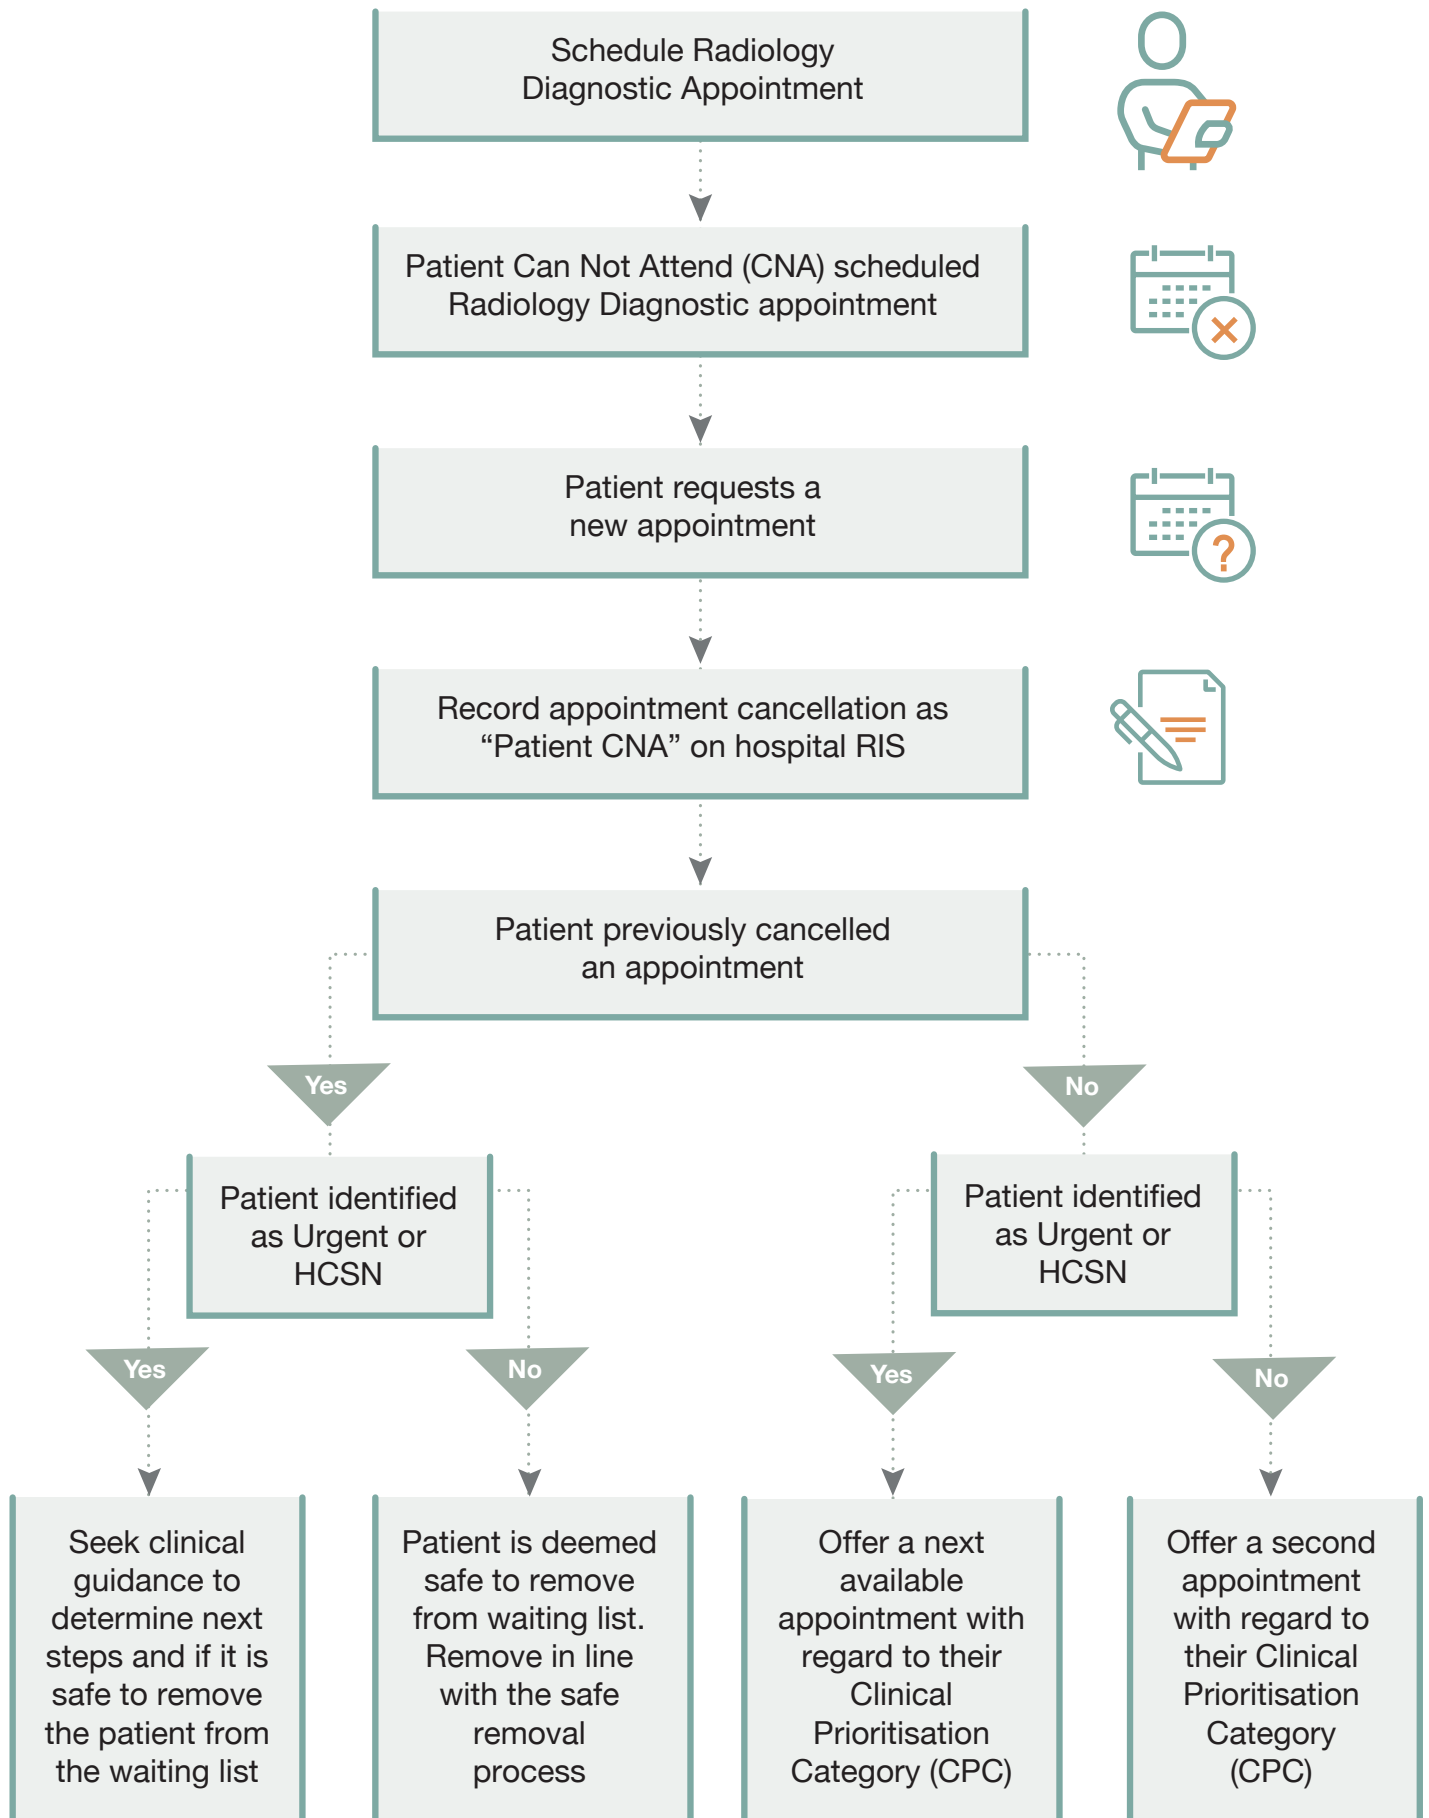 Schedule Radiology
Diagnostic Appointment
Patient Can Not Attend (CNA) scheduled
Radiology Diagnostic appointment
Patient requests a
new appointment
?
Record appointment cancellation as
“Patient CNA” on hospital RIS
Patient previously cancelled
an appointment
Yes
No
Patient identified
as Urgent or
HCSN
Patient identified
as Urgent or
HCSN
Yes
No
Yes
No
Seek clinical
guidance to
determine next
steps and if it is
safe to remove
the patient from
the waiting list
Patient is deemed
safe to remove
from waiting list.
Remove in line
with the safe
removal
process
Offer a next
available
appointment with
regard to their
Clinical
Prioritisation
Category (CPC)
Offer a second
appointment
with regard to
their Clinical
Prioritisation
Category
(CPC)